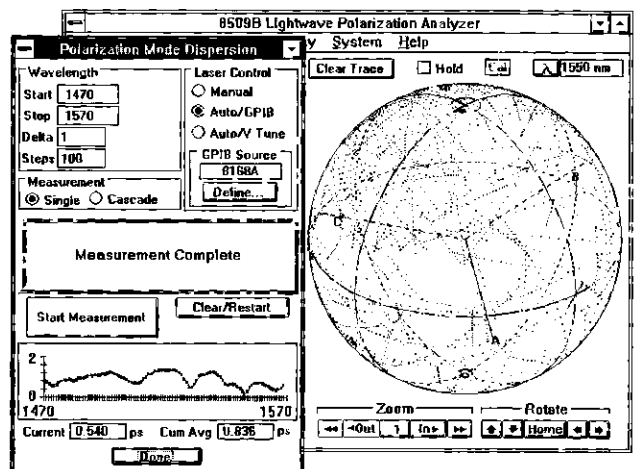 8509B Lightwave Polarization Analyzer
Polarization Mode Dispersion
y System Help
Wavelength
Start 1470
Stop 1570
Delta 1
Steps 100
Measurement
Single Cascade
Laser Control
Manual
Auto/GPIB
Auto/V Tune
GPIB Source
8168A
Define...
Measurement Complete
Start Measurement
Clear/Restart
2
0
1470 1570
Current 0.540 ps Cum Avg 0.836 ps
Done
Clear Trace Hold Cal λ 1550 nm
B
C
A
Zoom
Out 1 In
Rotate
Home